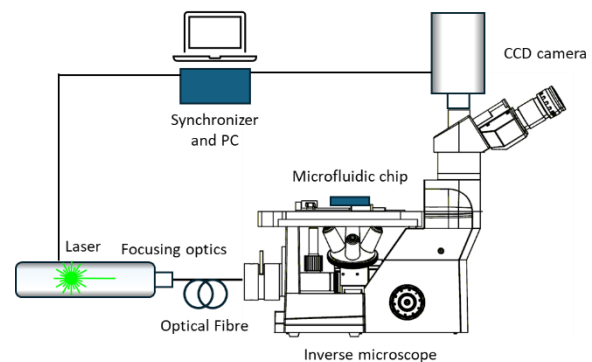 CCD camera
Synchronizer
and PC
Microfluidic chip
Laser
Focusing optics
Optical Fibre
Inverse microscope